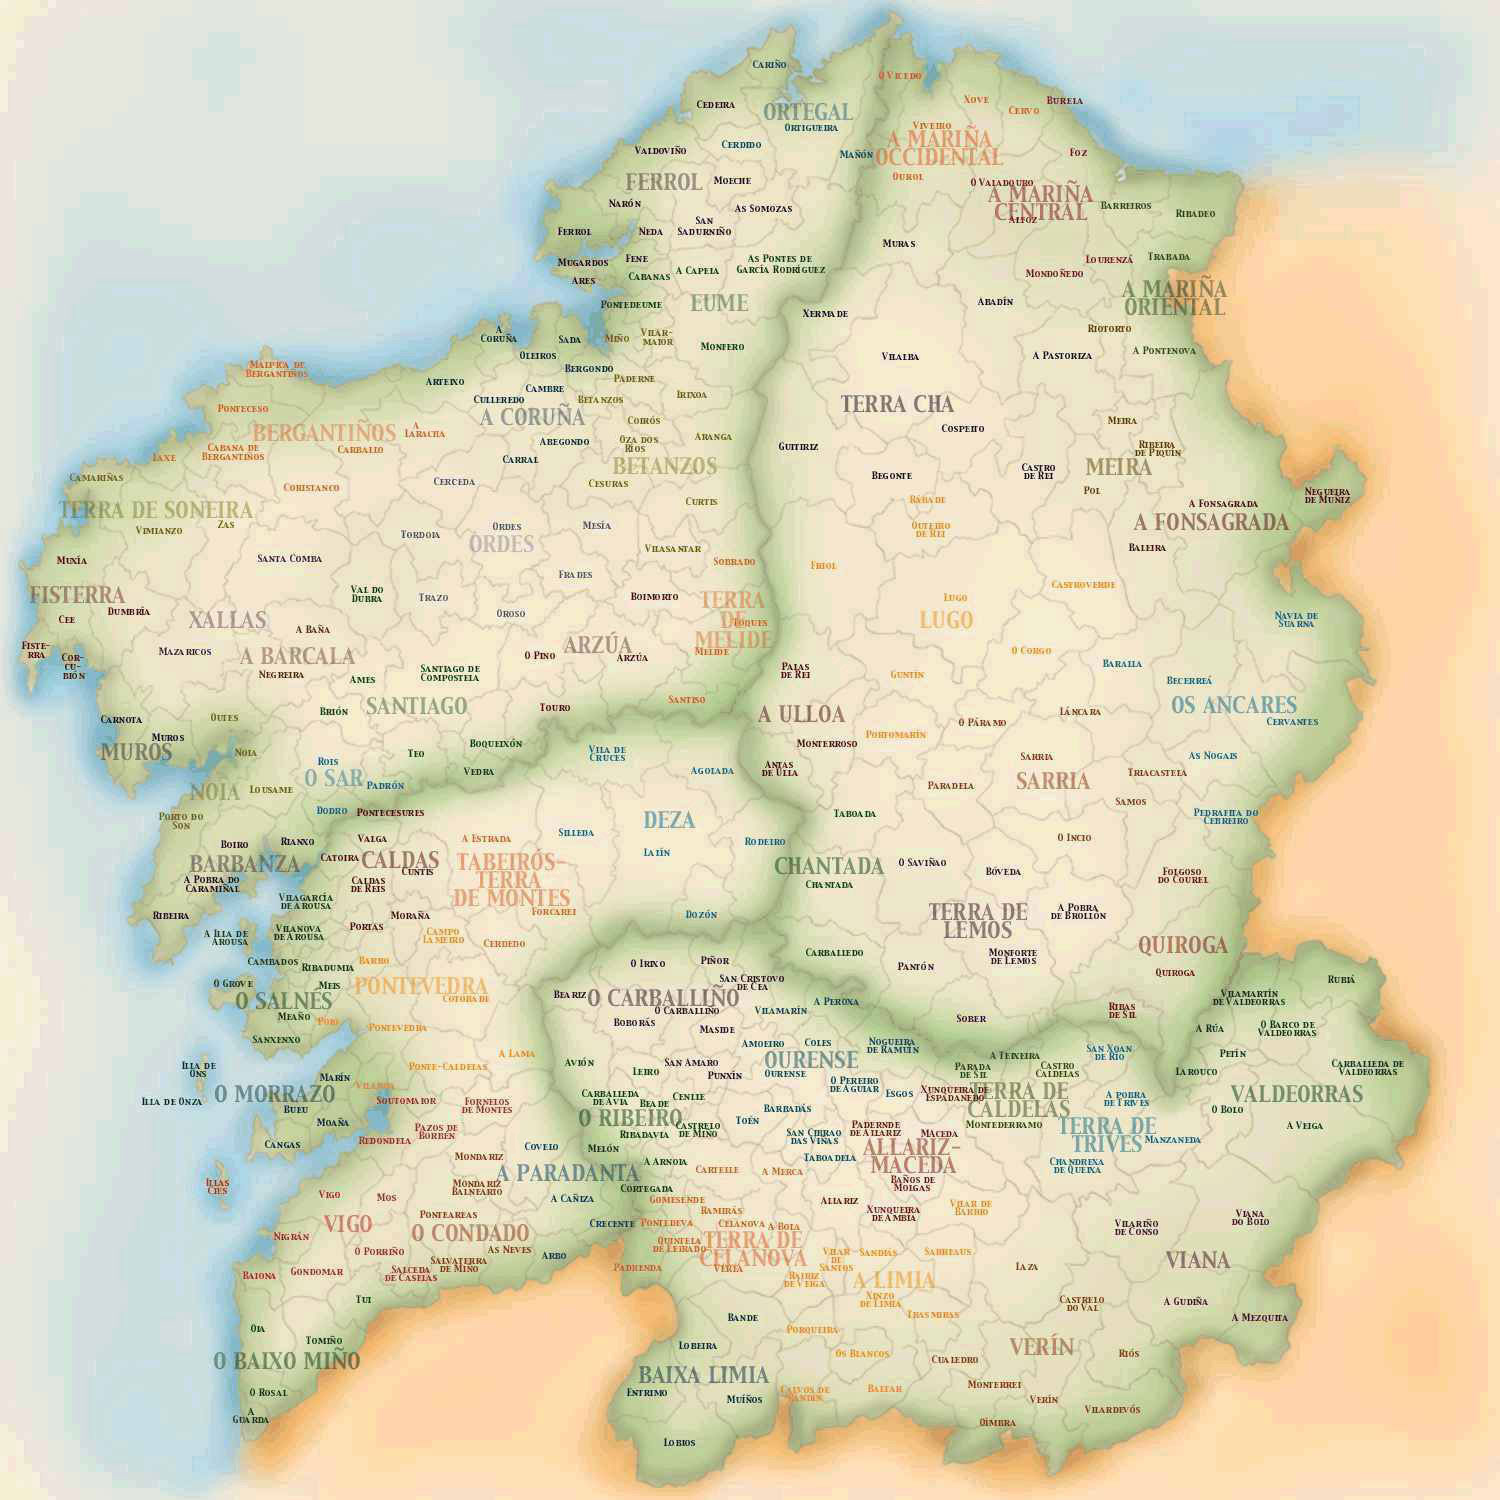 Cariño
O Vicedo
Cedeira
ORTEGAL
Ortigueira
Xove
Cervo
Burela
Viveiro
A MARIÑA
OCCIDENTAL
Cerdido
Mañón
Valdoviño
Foz
FERROL
Moeche
Ourol
O Valadouro
A MARIÑA
CENTRAL
Alfoz
Barreiros
Ribadeo
Narón
As Somozas
San
Sadurniño
Ferrol
Neda
Muras
Mugardos
Fene
Cabanas
A Capela
As Pontes de
García Rodríguez
Ares
Lourenzá
Trabada
Mondoñedo
A MARIÑA
ORIENTAL
Pontedeume
EUME
Xermade
Abadín
Riotorto
A
Coruña
Sada
Miño
Vilar-
maior
Monfero
Oleiros
Vilalba
A Pastoriza
A Pontenova
Malpica de
Bergantiños
Arteixo
Bergondo
Paderne
Cambre
Culleredo
Betanzos
Irixoa
A CORUÑA
TERRA CHA
Ponteceso
BERGANTIÑOS
A
Laracha
Coirós
Cospeito
Meira
Cabana de
Bergantiños
Carballo
Abegondo
Oza dos
Ríos
Aranga
Guitiriz
Ribeira
de Piquín
Laxe
Carral
BETANZOS
MEIRA
Camariñas
Coristanco
Cerceda
Cesuras
Begonte
Castro
de Rei
Pol
Negueira
de Muñiz
TERRA DE SONEIRA
Curtis
Rábade
A Fonsagrada
A FONSAGRADA
Vimianzo
Zas
Ordes
ORDES
Mesía
Outeiro
de Rei
Tordoia
Baleira
Muxía
Santa Comba
Vilasantar
Sobrado
Friol
FISTERRA
Frades
Castroverde
Val do
Dubra
Trazo
Boimorto
TERRA
DE
MELIDE
Toques
Lugo
LUGO
Dumbría
Cee
XALLAS
Oroso
Navia de
Suarna
A Baña
Fiste-
rra
Cor-
cu-
bión
Mazaricos
A BARCALA
O Pino
ARZÚA
Arzúa
Melide
O Corgo
Baralla
Negreira
Ames
Santiago de
Compostela
Palas
de Rei
Guntín
Becerreá
Brión
SANTIAGO
Touro
Santiso
A ULLOA
O Páramo
Láncara
OS ANCARES
Cervantes
Carnota
Outes
Muros
MUROS
Noia
Boqueixón
Teo
Vila de
Cruces
Monterroso
Portomarín
Sarria
As Nogais
Rois
O SAR
Padrón
Vedra
Agolada
Antas
de Ulla
SARRIA
Triacastela
NOIA
Lousame
Paradela
Samos
Porto do
Son
Dodro
Pontecesures
DEZA
Taboada
Pedrafita do
Cebreiro
Boiro
Rianxo
Valga
A Estrada
Silleda
Rodeiro
O Incio
BARBANZA
Catoira
CALDAS
Cuntis
TABEIRÓS-
TERRA
DE MONTES
Lalín
CHANTADA
Chantada
O Saviñao
Bóveda
Folgoso
do Courel
A Pobra do
Caramiñal
Caldas
de Reis
Vilagarcía
de Arousa
Ribeira
Moraña
Forcarei
Dozón
TERRA DE
LEMOS
A Pobra
de Brollón
A Illa de
Arousa
Vilanova
de Arousa
Portas
Campo
Lameiro
Cerdedo
Carballedo
Monforte
de Lemos
QUIROGA
Cambados
Ribadumia
Barro
O Irixo
Piñor
Pantón
Quiroga
O Grove
Meis
PONTEVEDRA
Cotobade
San Cristovo
de Cea
Rubiá
O SALNÉS
Beariz
O CARBALLIÑO
O Carballiño
Vilamarín
A Peroxa
Ribas
de Sil
Vilamartín
de Valdeorras
Meaño
Poio
Pontevedra
Boborás
Maside
Sober
A Rúa
O Barco de
Valdeorras
Sanxenxo
Amoeiro
Coles
Nogueira
de Ramuín
A Teixeira
San Xoan
de Río
Petín
A Lama
Avión
San Amaro
OURENSE
Ourense
Parada
de Sil
Castro
Caldelas
Larouco
Carballeda de
Valdeorras
Illa de
Ons
Marín
Ponte-Caldelas
Leiro
Punxín
O Pereiro
de Aguiar
Esgos
Xunqueira de
Espadanedo
TERRA DE
CALDELAS
VALDEORRAS
Illa de Onza
O MORRAZO
Bueu
Vilaboa
Soutomaior
Fornelos
de Montes
Carballeda
de Avia
Beade
Cenlle
Barbadás
A Pobra
de Trives
O Bolo
Moaña
O RIBEIRO
Ribadavia
Castrelo
de Miño
Toén
San Cibrao
das Viñas
Padernde
de Allariz
Maceda
Montederramo
TERRA DE
TRIVES
Manzaneda
A Veiga
Cangas
Redondela
Pazos de
Borbén
Covelo
Melón
ALLARIZ-
MACEDA
Mondariz
A Arnoia
Taboadela
Chandrexa
de Queixa
Illas
Cíes
Mondariz
Balneario
A PARADANTA
Cortegada
Cartelle
A Merca
Baños de
Molgas
Vigo
Mos
A Cañiza
Gomesende
Allariz
Xunqueira
de Ambía
Vilar de
Barrio
VIGO
Ponteareas
O CONDADO
Crecente
Pontedeva
Ramirás
Celanova
A Bola
Vilariño
de Conso
Viana
do Bolo
Nigrán
O Porriño
As Neves
Arbo
Quintela
de Leirado
TERRA DE
CELANOVA
Vilar
de
Santos
Sandiás
Sarreaus
VIANA
Baiona
Gondomar
Salvaterra
de Miño
Salceda
de Caselas
Padrenda
Verea
Rairiz
de Veiga
A LIMIA
Laza
Tui
Xinzo
de Limia
Castrelo
do Val
A Gudiña
Oia
Bande
Trasmiras
A Mezquita
Tomiño
Porqueira
O BAIXO MIÑO
Lobeira
Os Blancos
VERÍN
Riós
BAIXA LIMIA
Cualedro
O Rosal
Entrimo
Muíños
Calvos de
Randín
Baltar
Monterrei
Verín
Vilardevós
A
Guarda
Oímbra
Lobios